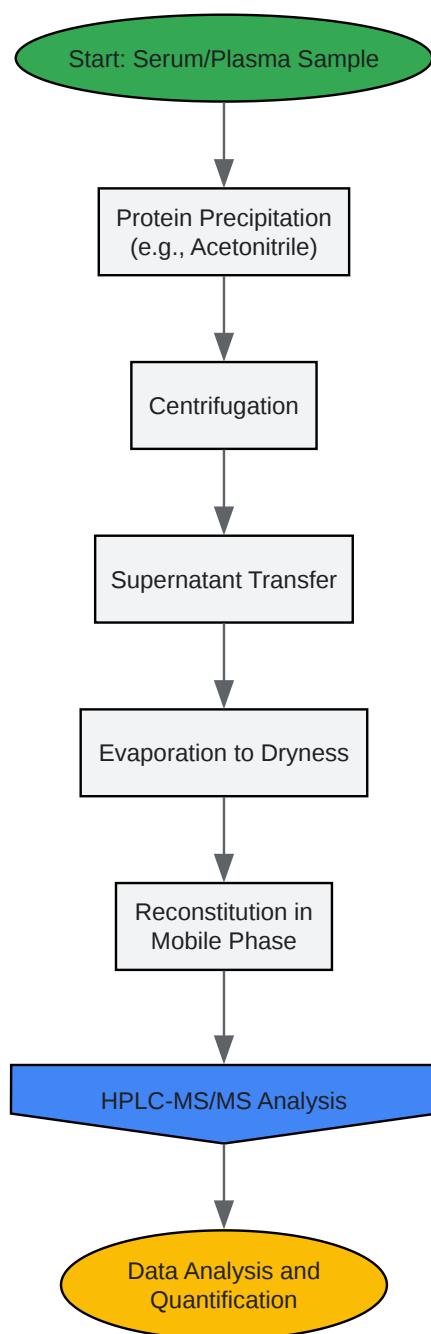 Start: Serum/Plasma Sample
Protein Precipitation
(e.g., Acetonitrile)
Centrifugation
Supernatant Transfer
Evaporation to Dryness
Reconstitution in
Mobile Phase
HPLC-MS/MS Analysis
Data Analysis and
Quantification